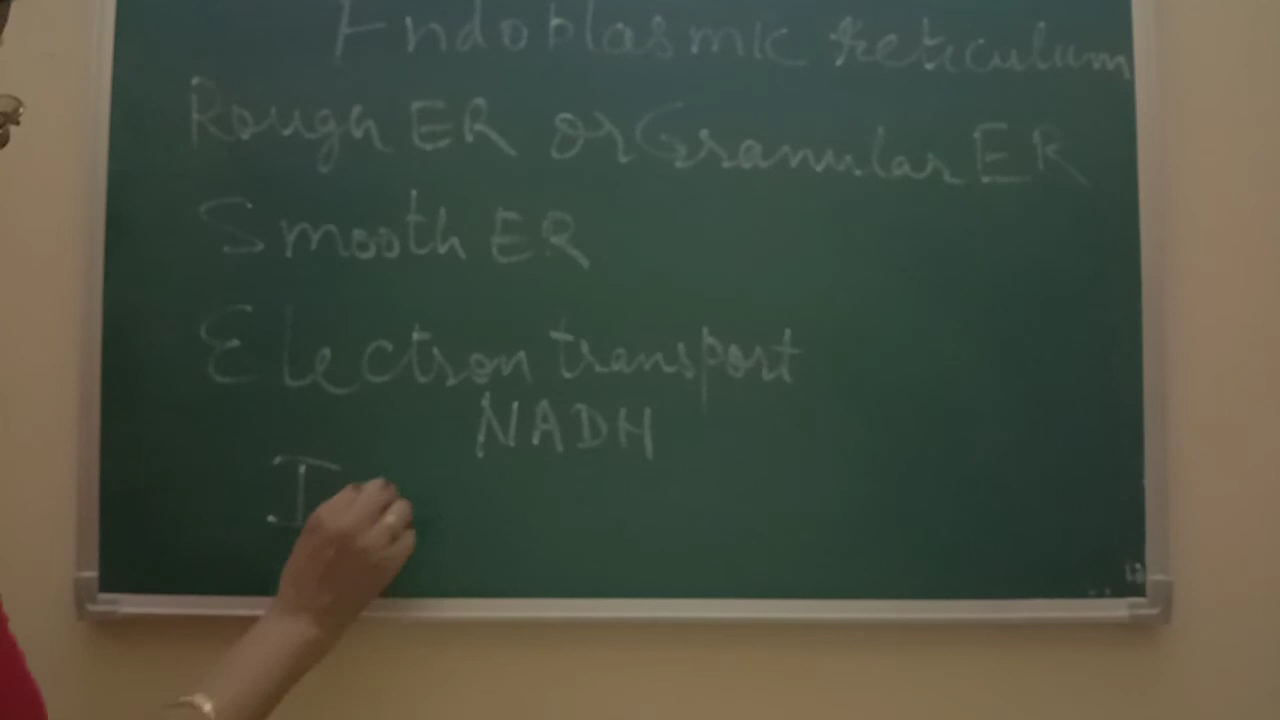 Endoplasmic reticulum
Rough ER or Granular ER
Smooth ER
Electron transport
NADH
I